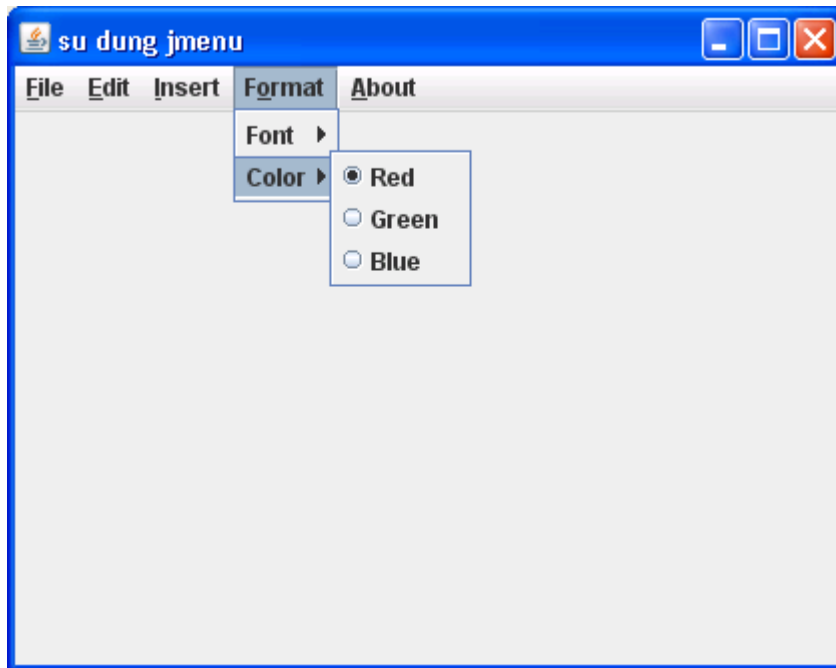 su dung jmenu
File Edit Insert Format About
Font
Color
Red
Green
Blue